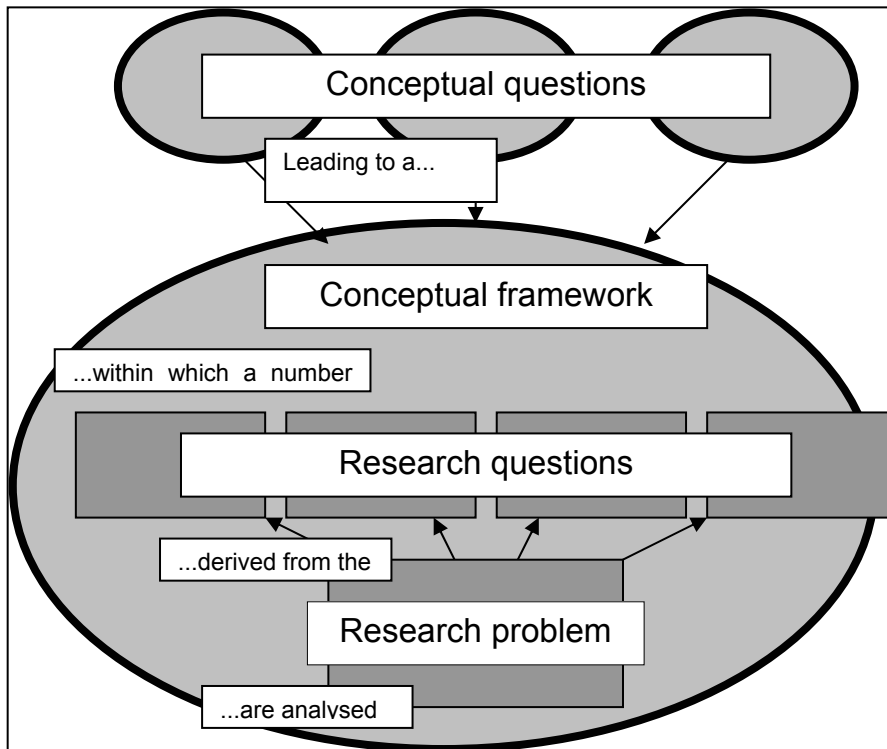 Conceptual questions
Leading to a...
Conceptual framework
...within which a number
Research questions
...derived from the
Research problem
...are analysed